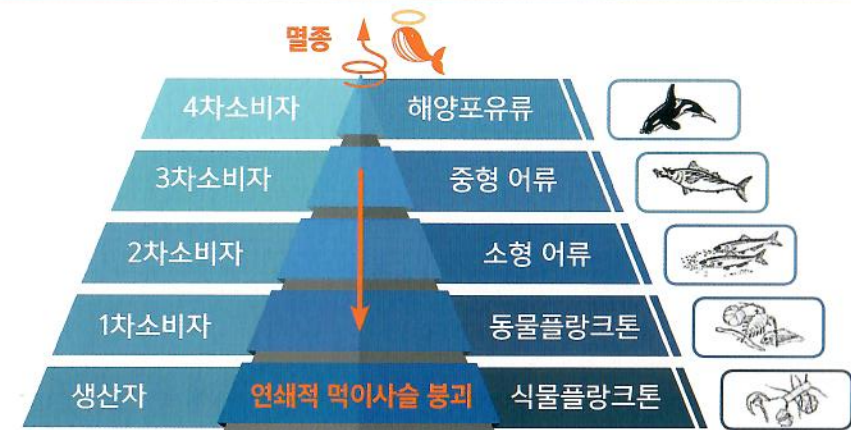 멸종
4차소비자 해양포유류
3차소비자 중형 어류
2차소비자 소형 어류
1차소비자 동물플랑크톤
생산자 연쇄적 먹이사슬 붕괴 식물플랑크톤